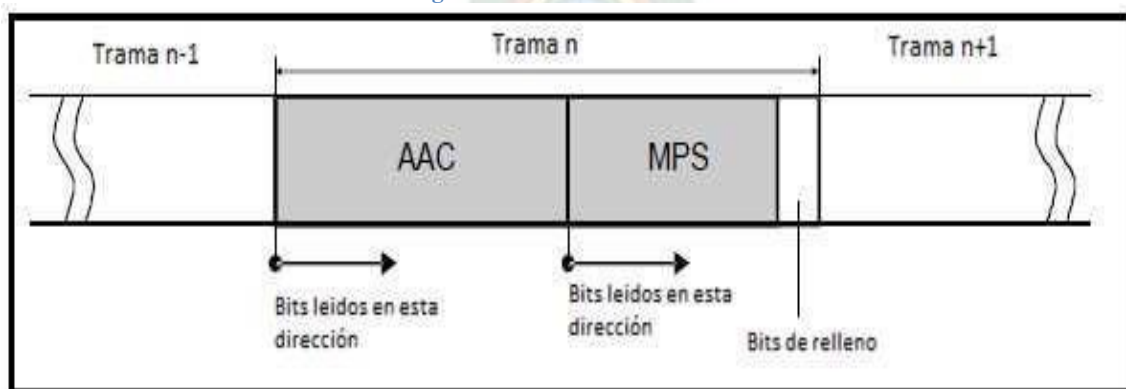 Trama n-1
Trama n
Trama n+1
AAC
MPS
Bits leidos en esta
dirección
Bits leidos en esta
dirección
Bits de relleno